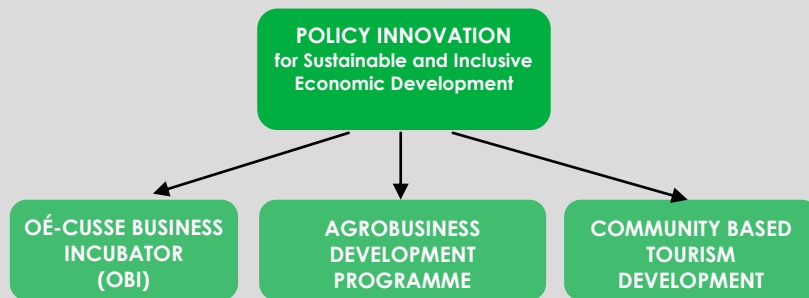 POLICY INNOVATION
for Sustainable and Inclusive
Economic Development
OÉ-CUSSE BUSINESS
INCUBATOR
(OBI)
AGROBUSINESS
DEVELOPMENT
PROGRAMME
COMMUNITY BASED
TOURISM
DEVELOPMENT